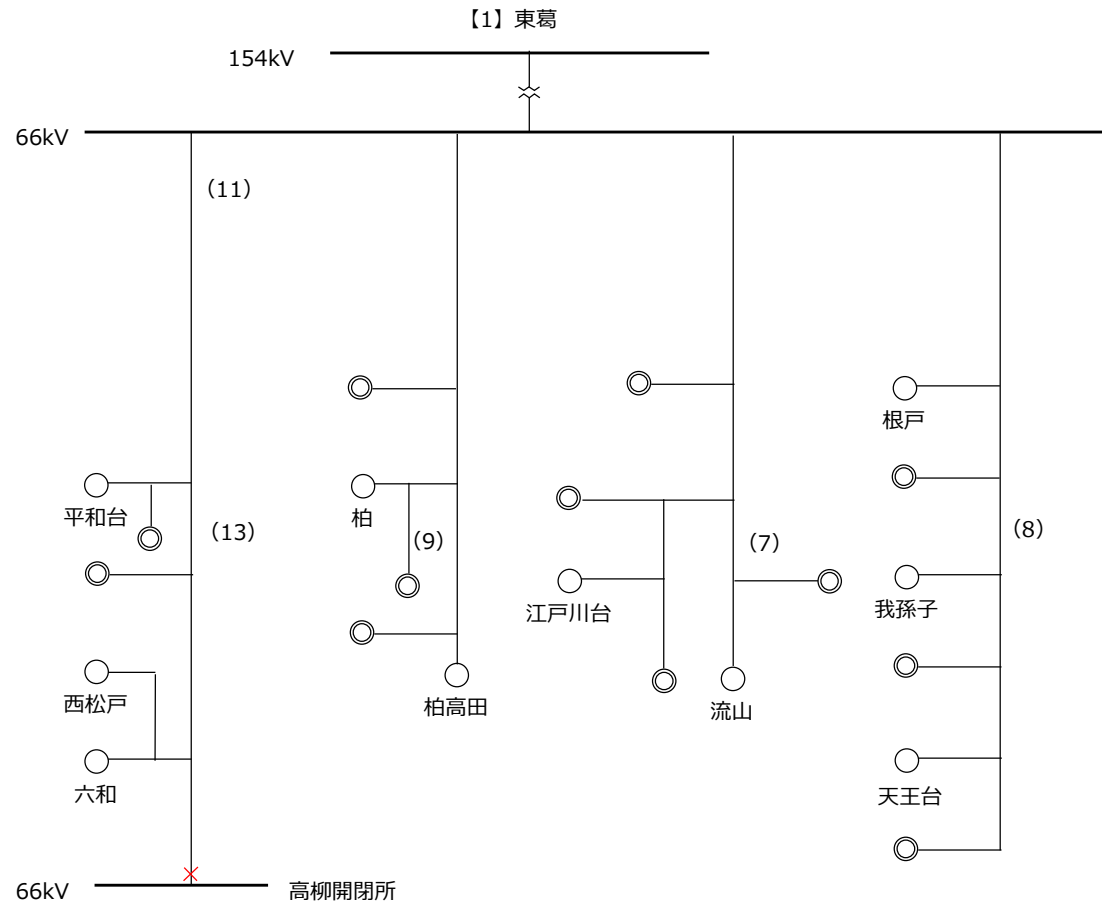 【1】東葛
154kV
66kV
（11）
根戸
平和台
（13）
柏
（9）
（7）
（8）
江戸川台
我孫子
西松戸
柏高田
流山
六和
天王台
66kV
高柳開閉所